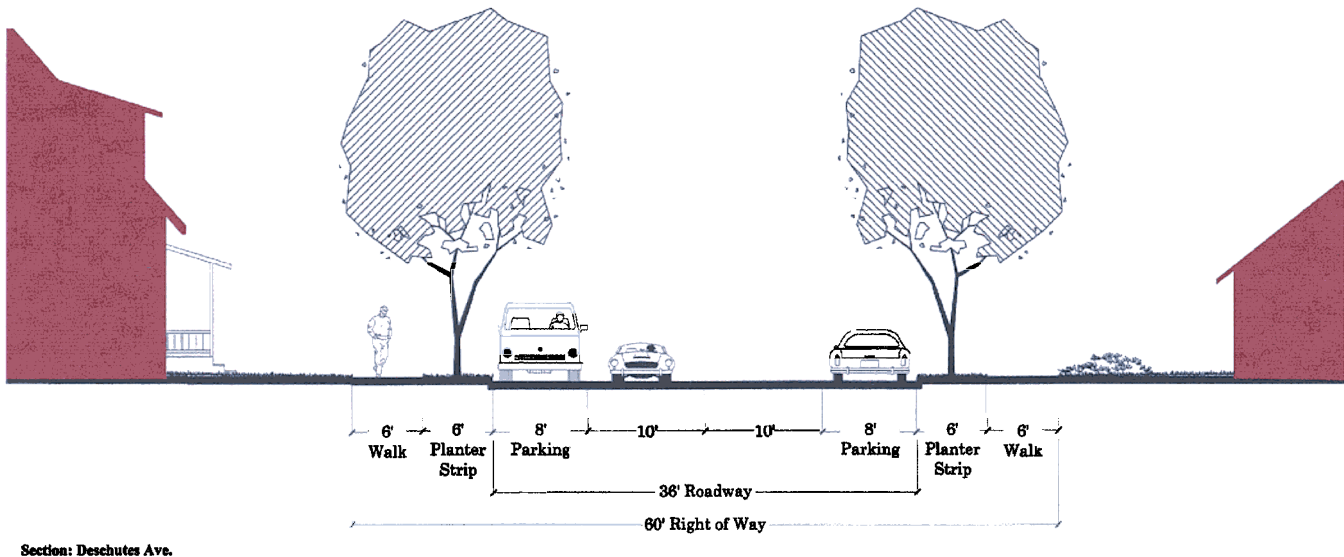 6' 6' 8' 10' 10' 8' 6' 6'
Walk Planter Parking Parking Planter Walk
Strip Strip
36' Roadway
60' Right of Way
Section: Deschutes Ave.